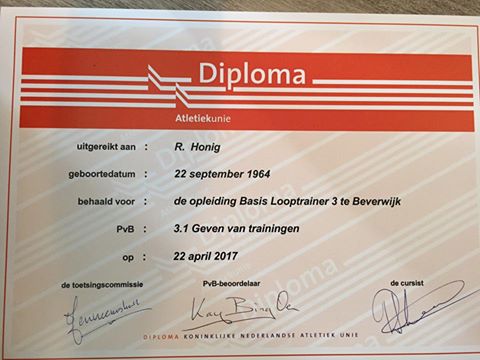 Diploma
Atletiekunie
uitgereikt aan : R. Honig
geboortedatum : 22 september 1964
behaald voor : de opleiding Basis Looptrainer 3 te Beverwijk
PvB : 3.1 Geven van trainingen
op : 22 april 2017
de toetsingscommissie PvB-beoordelaar de cursist
DIPLOMA KONINKLIJKE NEDERLANDSE ATLETIEK UNIE